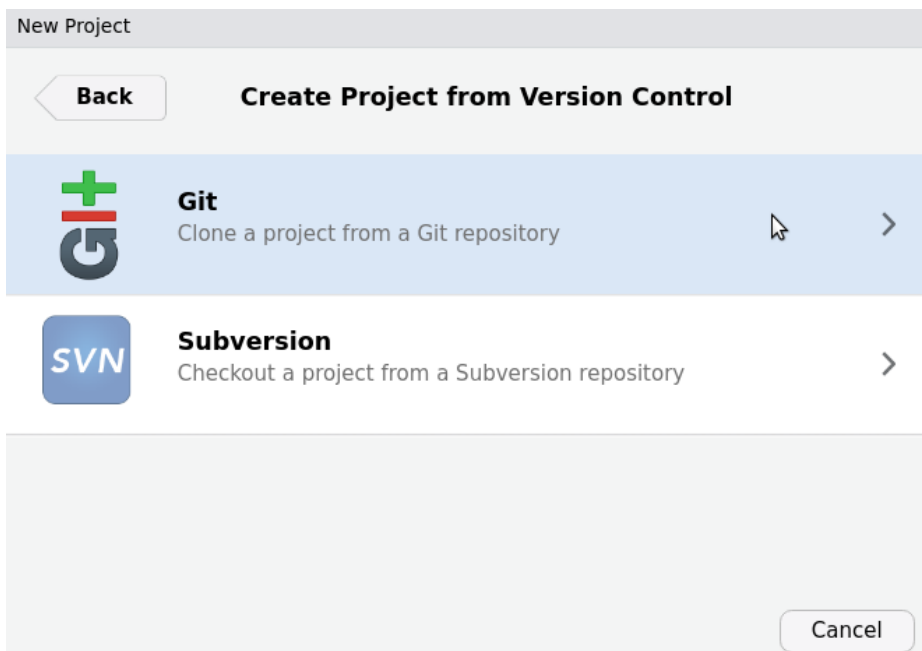 New Project
Back
Create Project from Version Control
Git
Git
Clone a project from a Git repository
SVN
Subversion
Checkout a project from a Subversion repository
Cancel